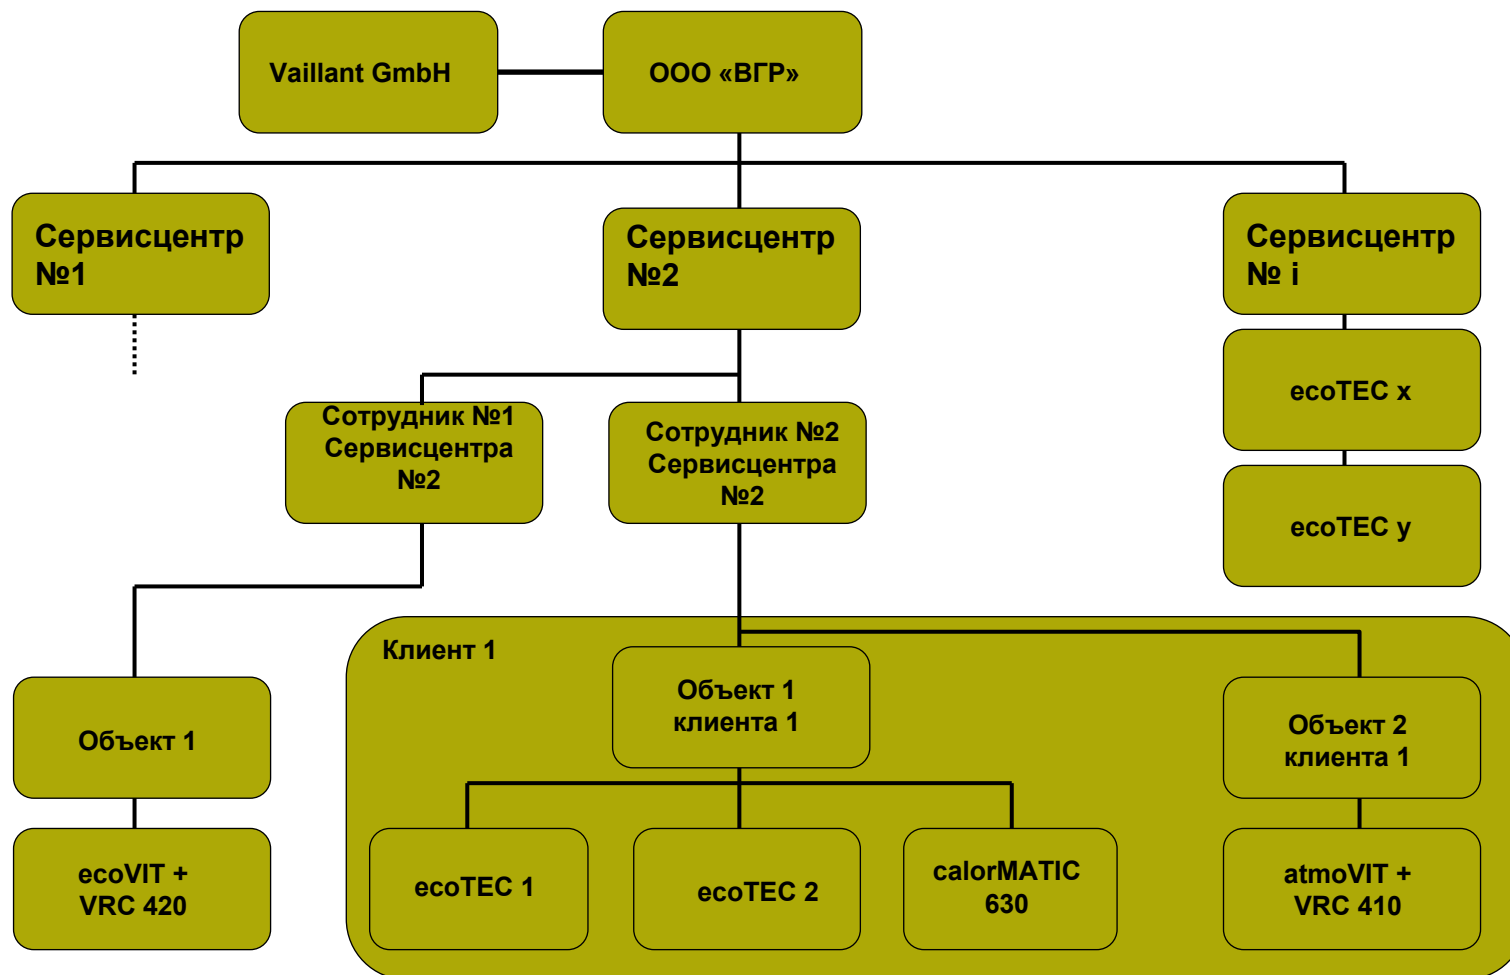 Vaillant GmbH
ООО «ВГР»
Сервисцентр
№1
Сервисцентр
№2
Сервисцентр
№ i
ecoTEC x
ecoTEC y
Сотрудник №1
Сервисцентра
№2
Сотрудник №2
Сервисцентра
№2
Клиент 1
Объект 1
Объект 1
клиента 1
Объект 2
клиента 1
ecoVIT +
VRC 420
ecoTEC 1
ecoTEC 2
calorMATIC
630
atmoVIT +
VRC 410